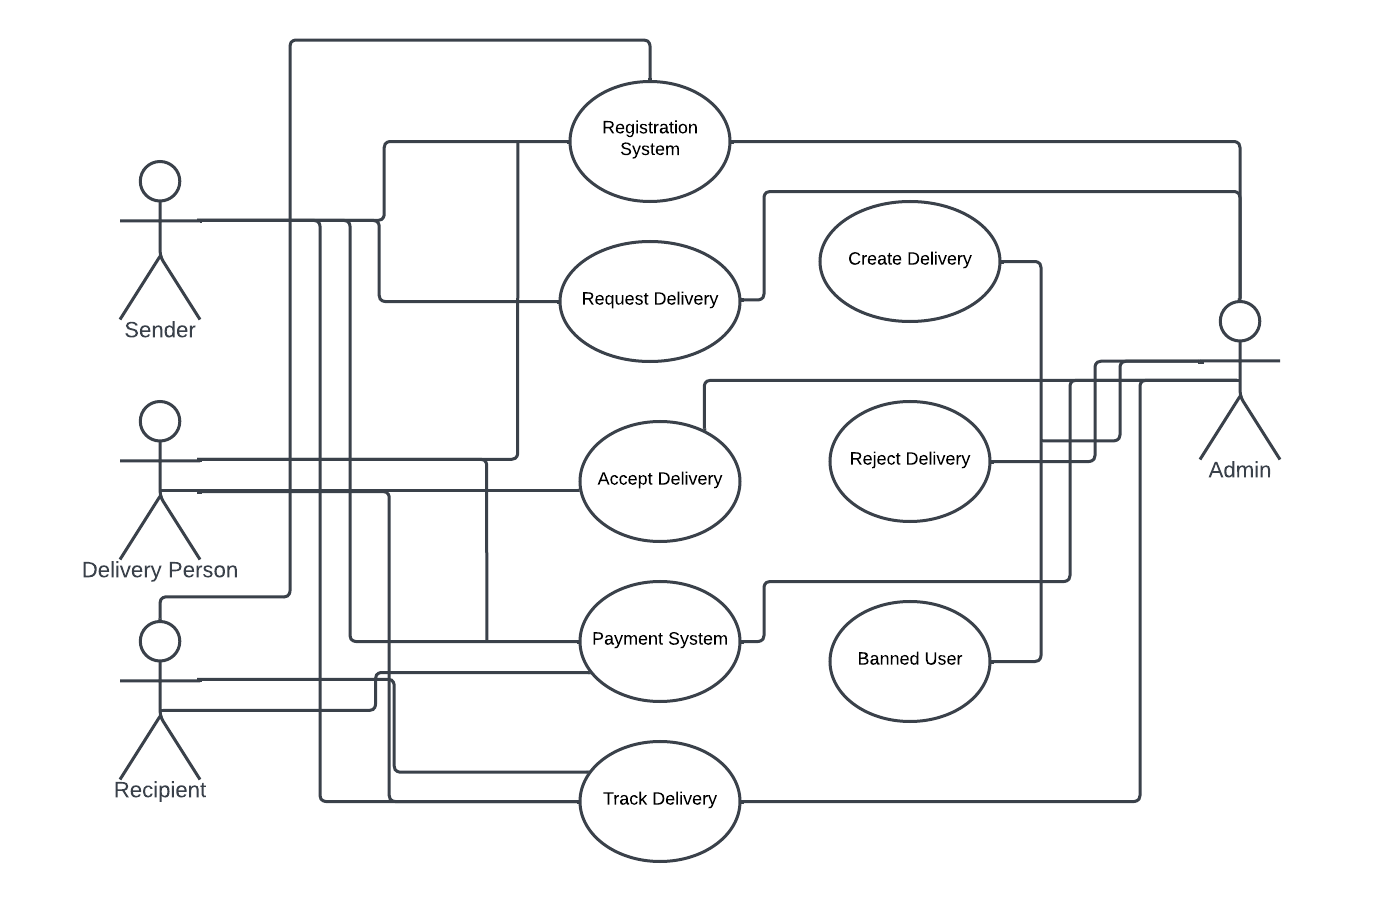 Registration
System
Sender
Request Delivery
Create Delivery
Delivery Person
Accept Delivery
Reject Delivery
Admin
Recipient
Payment System
Banned User
Track Delivery